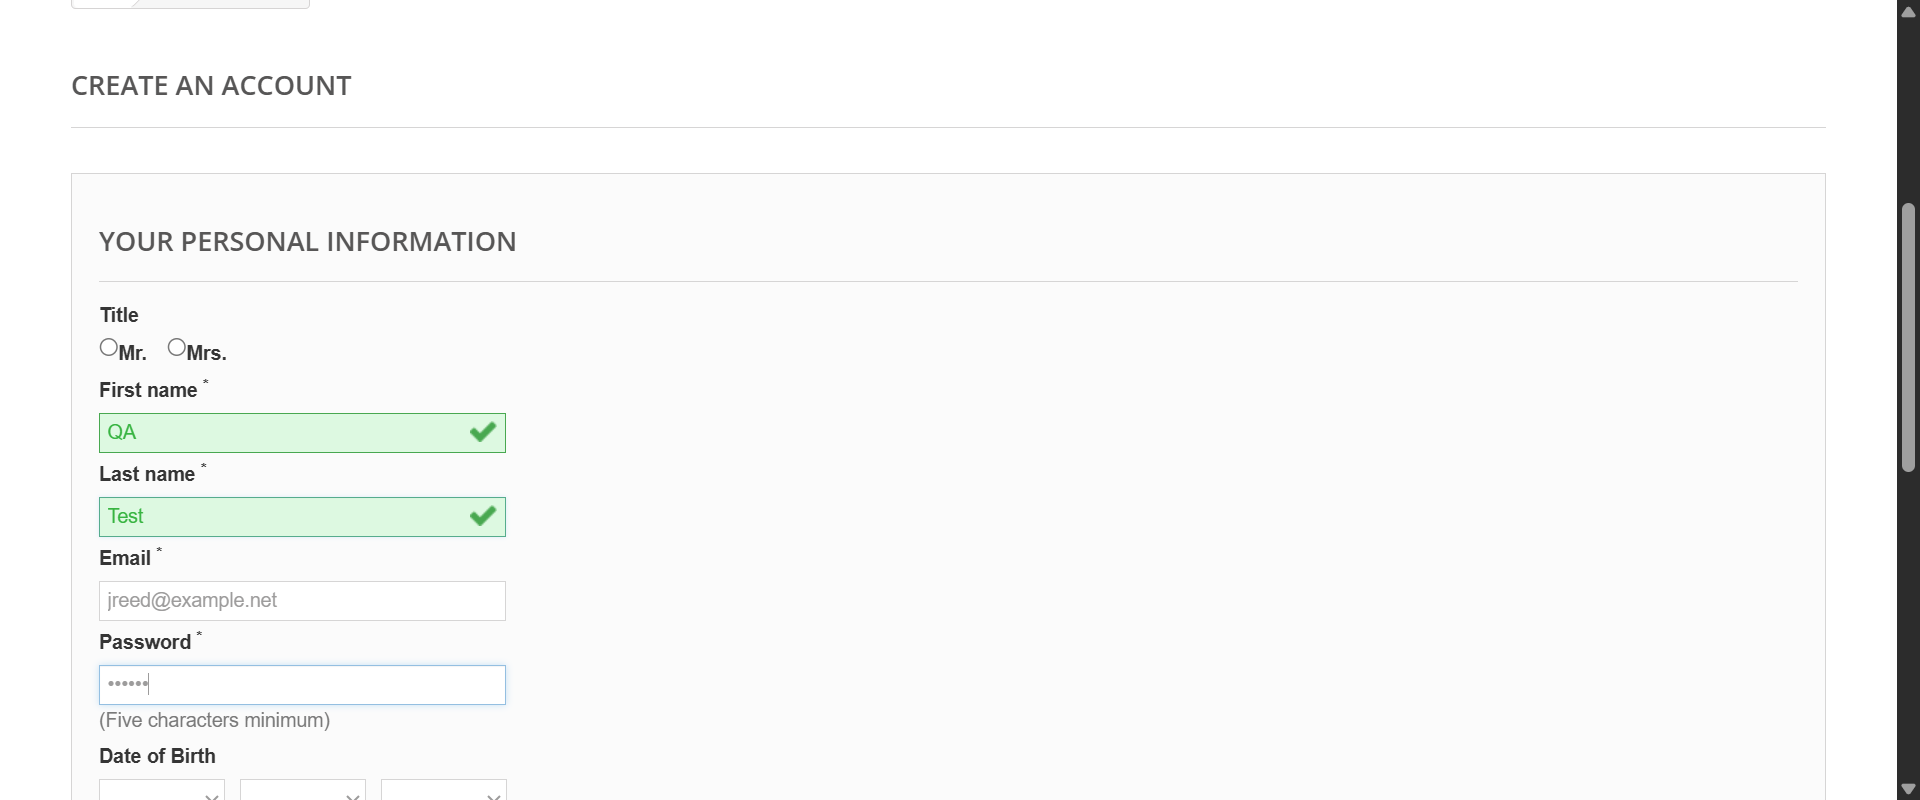 CREATE AN ACCOUNT
YOUR PERSONAL INFORMATION
Title
Mr. Mrs.
First name *
QA
Last name *
Test
Email *
jreed@example.net
Password *
••••••
(Five characters minimum)
Date of Birth